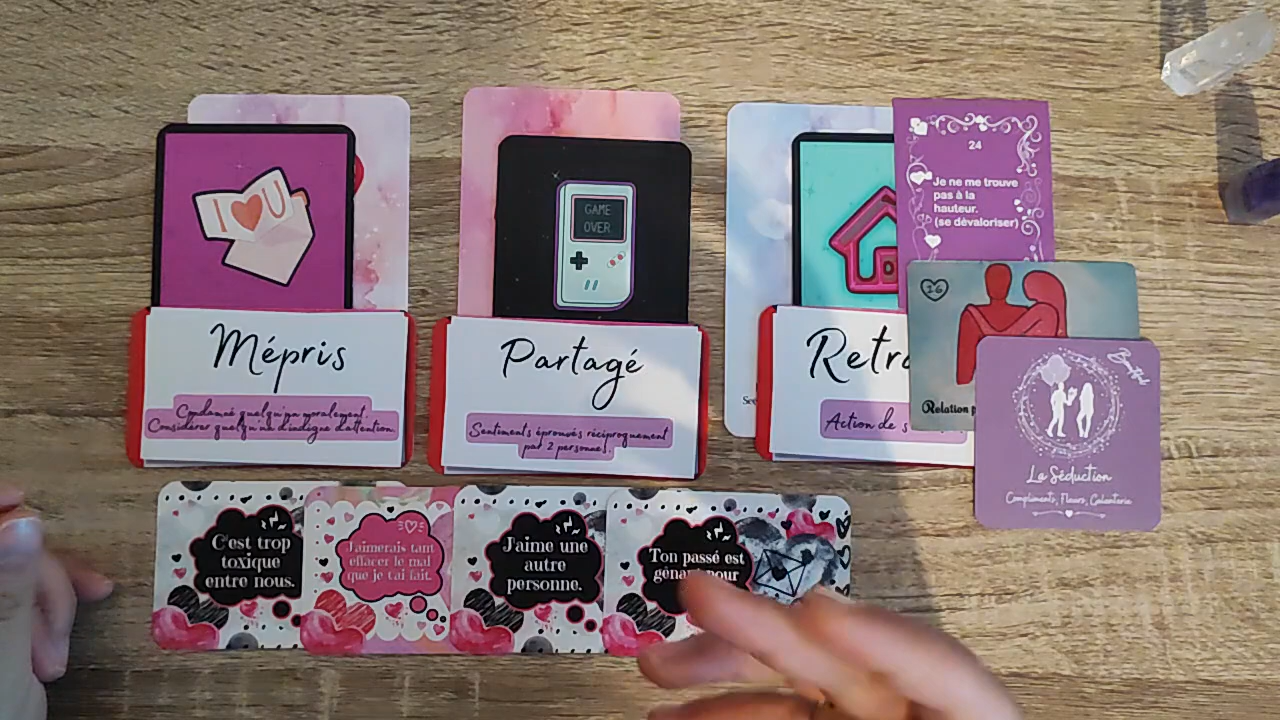 I U
GAME
OVER
24
Je ne me trouve
pas à la
hauteur.
(se dévaloriser)
16
Mépris
Condamné quelqu'un moralement.
Considérer quelqu'un d'indigne d'attention.
Partagé
Sentiments éprouvés réciproquement
par 2 personnes.
Action de
Relation
La Séduction
Compliments, Fleurs, Galanterie
C'est trop
toxique
entre nous.
J'aimerais tant
effacer le mal
que je t'ai fait.
J'aime une
autre
personne.
Ton passé est
gênant pour